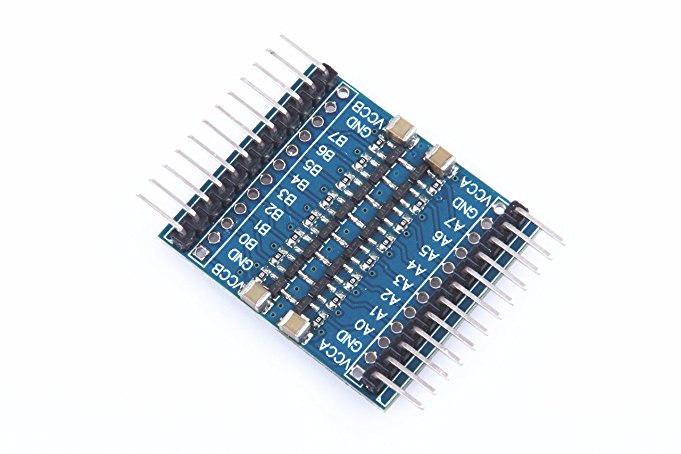 VCCB
GND
B7
B6
B5
B4
B3
B2
B1
B0
GND
VCCB
VCCA
GND
A7
A6
A5
A4
A3
A2
A1
A0
GND
VCCA